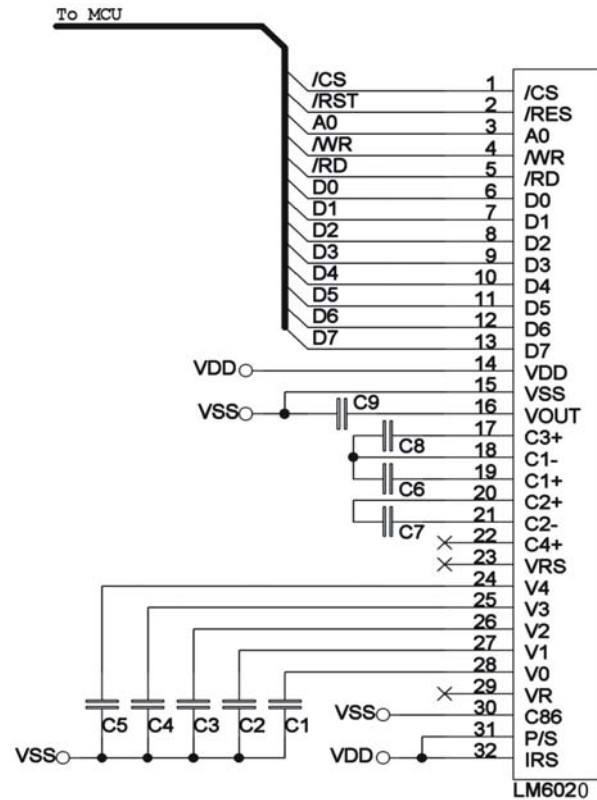 To MCU
/CS 1 /CS
/RST 2 /RES
A0 3 A0
/WR 4 /WR
/RD 5 /RD
D0 6 D0
D1 7 D1
D2 8 D2
D3 9 D3
D4 10 D4
D5 11 D5
D6 12 D6
D7 13 D7
VDD 14 VDD
15 VSS
VSS C9 16 VOUT
17 C3+
C8 18 C1-
19 C1+
C6 20 C2+
21 C2-
C7 22 C4+
23 VRS
24 V4
25 V3
26 V2
27 V1
28 V0
29 VR
C5 C4 C3 C2 C1
VSS 30 C86
31 P/S
VSS VDD 32 IRS
LM6020